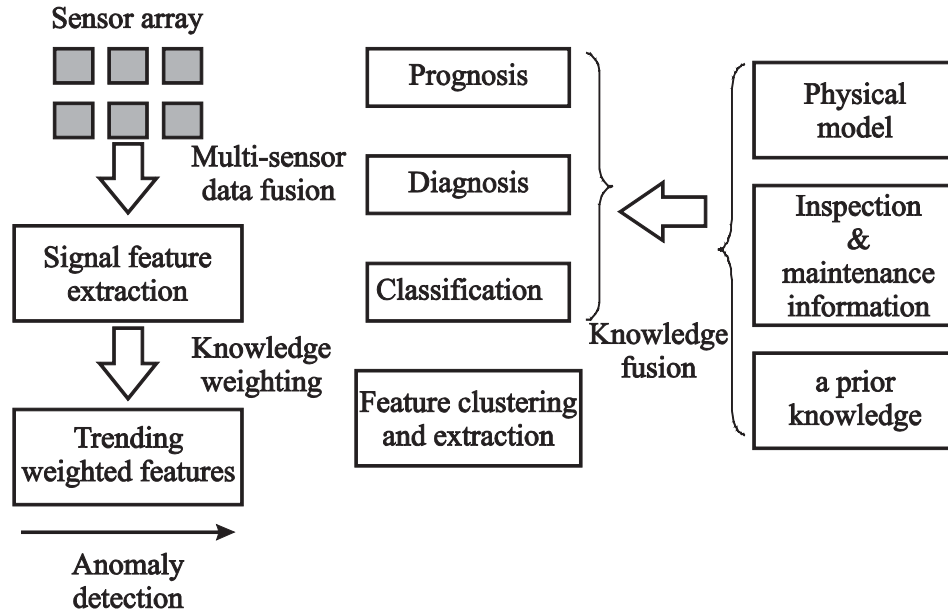 Sensor array
Multi-sensor
data fusion
Signal feature
extraction
Knowledge
weighting
Trending
weighted features
Anomaly
detection
Prognosis
Diagnosis
Classification
Feature clustering
and extraction
Knowledge
fusion
Physical
model
Inspection
&
maintenance
information
a prior
knowledge